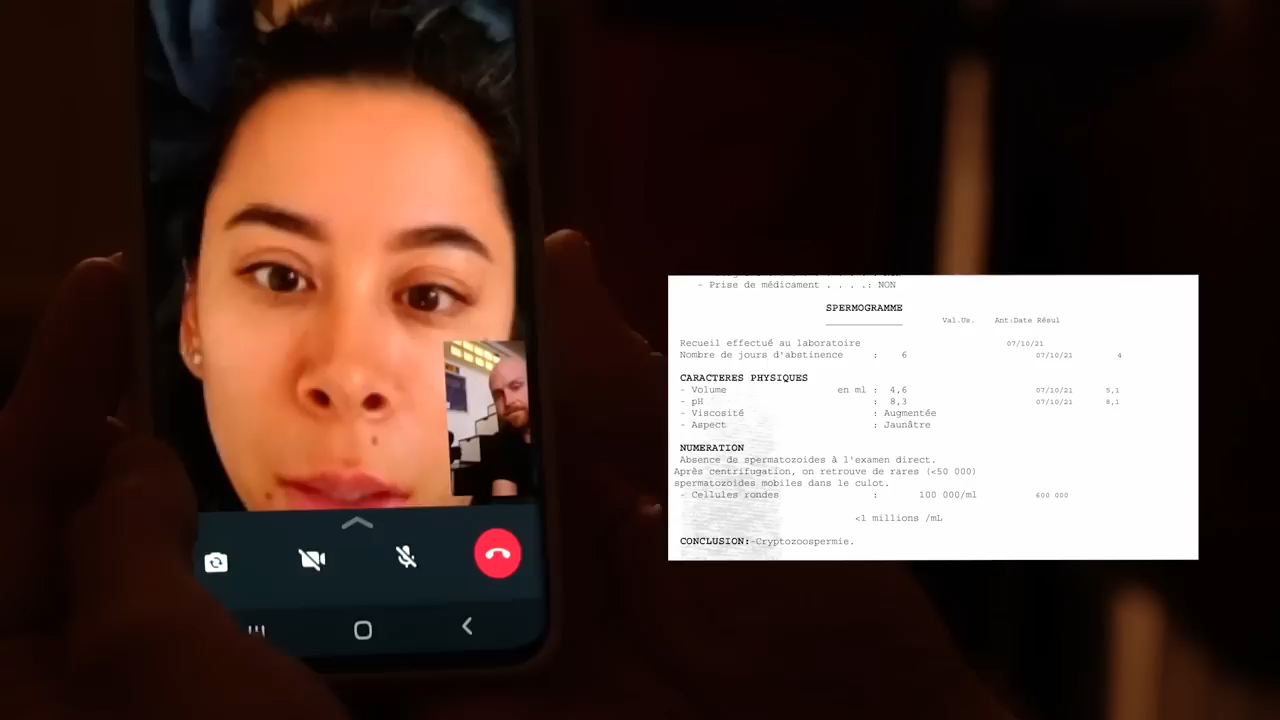 - Prise de médicament . . . .: NON
SPERMOGRAMME
Val.Us. Ant:Date Résul
Recueil effectué au laboratoire 07/10/21
Nombre de jours d'abstinence : 6 07/10/21 4
CARACTERES PHYSIQUES
- Volume en ml : 4,6 07/10/21 5,1
- pH : 8,3 07/10/21 8,1
- Viscosité : Augmentée
- Aspect : Jaunâtre
NUMERATION
Absence de spermatozoides à l'examen direct.
Après centrifugation, on retrouve de rares (<50 000)
spermatozoides mobiles dans le culot.
- Cellules rondes : 100 000/ml 600 000
<1 millions /mL
CONCLUSION:-Cryptozoospermie.